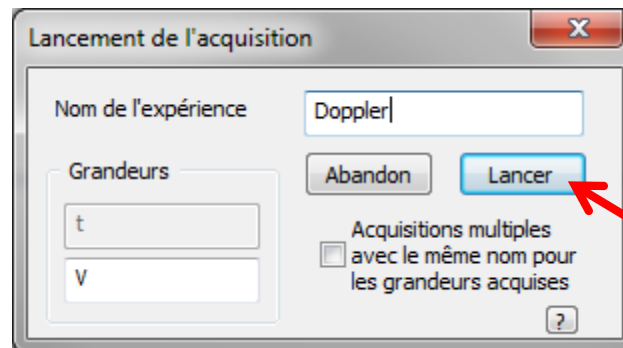 Lancement de l'acquisition
Nom de l'expérience
Doppler
Grandeurs
Abandon
Lancer
t
V
Acquisitions multiples
avec le même nom pour
les grandeurs acquises
?